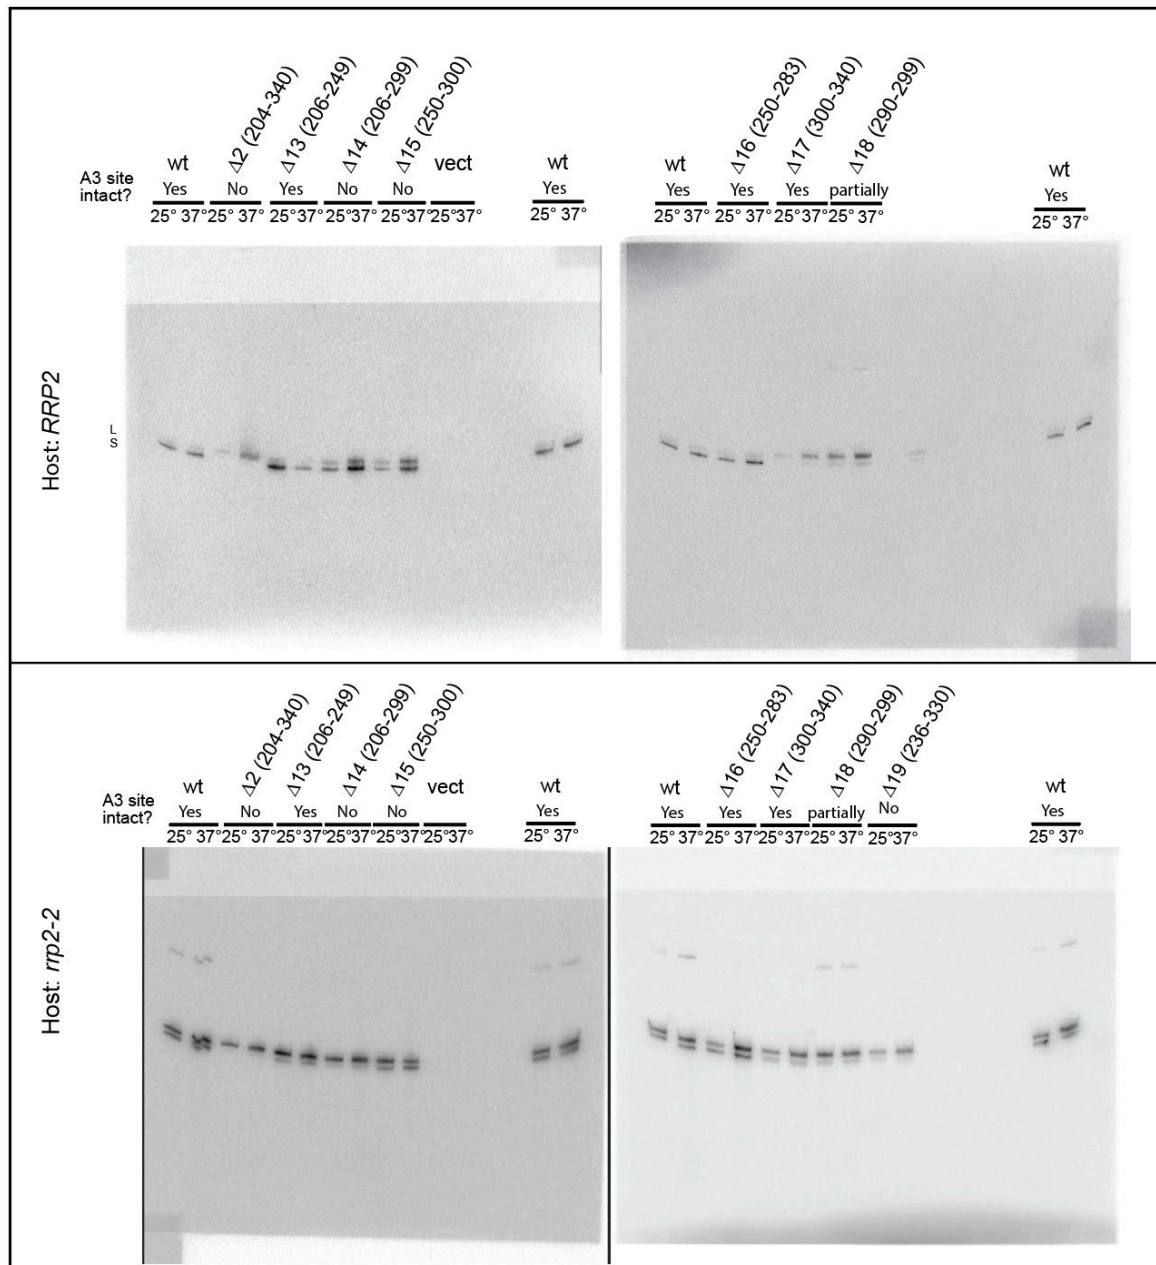 Δ2 (204-340)
Δ13 (206-249)
Δ14 (206-299)
Δ15 (250-300)
wt
vect
wt
A3 site
intact?
Yes No Yes No No Yes
25° 37° 25° 37° 25° 37° 25° 37° 25° 37° 25° 37° 25° 37°
Δ16 (250-283)
Δ17 (300-340)
Δ18 (290-299)
wt
wt
Yes Yes Yes partially Yes
25° 37° 25° 37° 25° 37° 25° 37° 25° 37°
Host: RRP2
L
S
Δ2 (204-340)
Δ13 (206-249)
Δ14 (206-299)
Δ15 (250-300)
wt
vect
wt
A3 site
intact?
Yes No Yes No No Yes
25° 37° 25° 37° 25° 37° 25° 37° 25° 37° 25° 37° 25° 37°
Δ16 (250-283)
Δ17 (300-340)
Δ18 (290-299)
Δ19 (236-330)
wt
wt
Yes Yes Yes partially No Yes
25° 37° 25° 37° 25° 37° 25° 37° 25° 37° 25° 37°
Host: rrp2-2